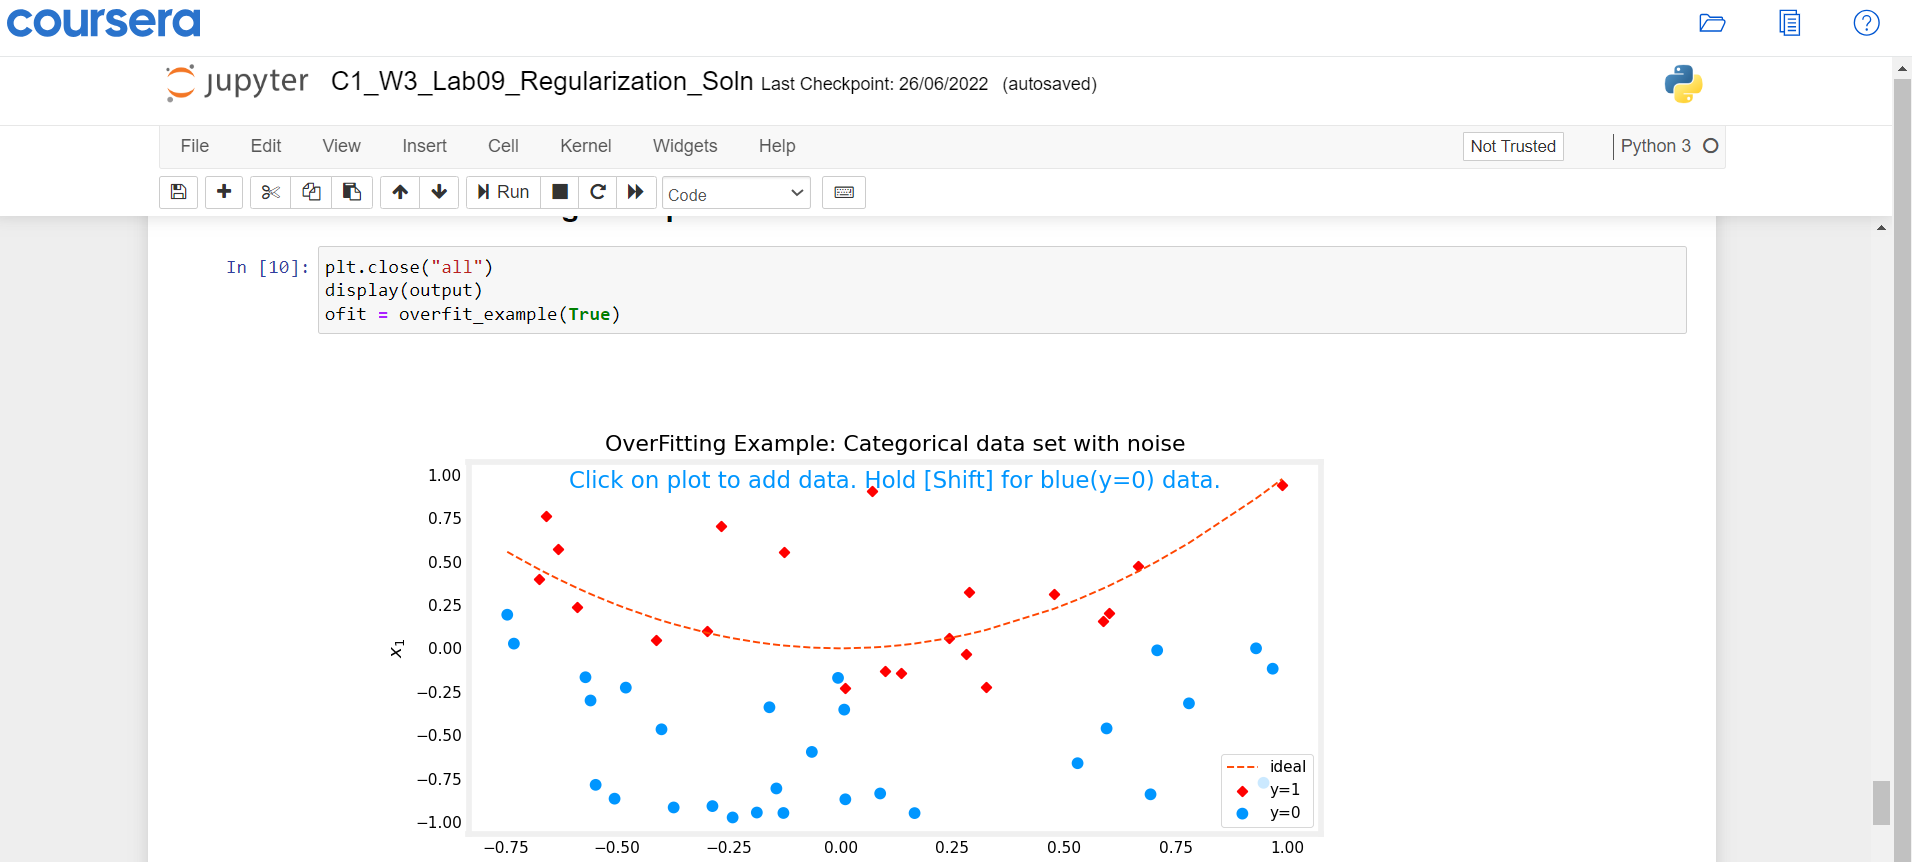 coursera
jupyter C1_W3_Lab09_Regularization_Soln Last Checkpoint: 26/06/2022 (autosaved)
File Edit View Insert Cell Kernel Widgets Help Not Trusted Python 3
Run Code
In [10]: plt.close("all")
display(output)
ofit = overfit_example(True)
OverFitting Example: Categorical data set with noise
Click on plot to add data. Hold [Shift] for blue(y=0) data.
1.00
0.75
0.50
0.25
x₁
0.00
−0.25
−0.50
−0.75
−1.00
ideal
y=1
y=0
−0.75 −0.50 −0.25 0.00 0.25 0.50 0.75 1.00